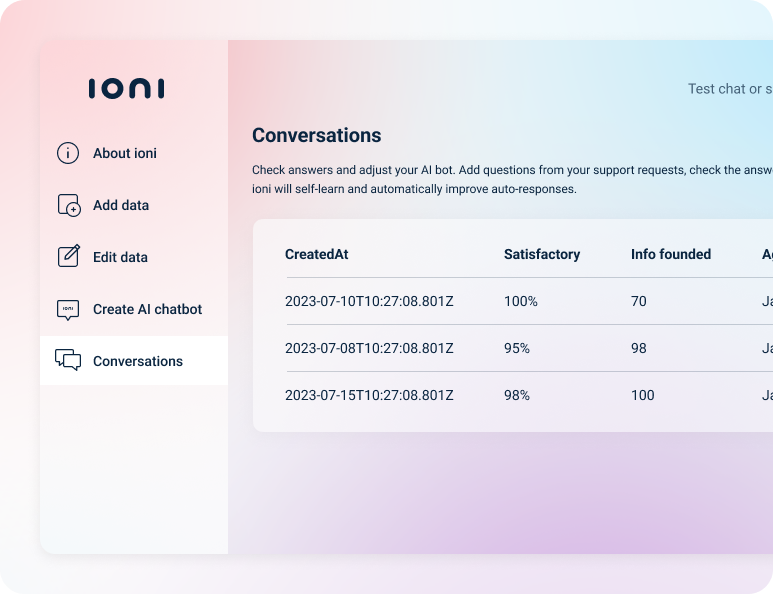 ioni
Test chat or s
About ioni
Add data
Edit data
ioni
Create AI chatbot
Conversations
Conversations
Check answers and adjust your AI bot. Add questions from your support requests, check the answe
ioni will self-learn and automatically improve auto-responses.
CreatedAt Satisfactory Info founded Ag
2023-07-10T10:27:08.801Z 100% 70 Ja
2023-07-08T10:27:08.801Z 95% 98 Ja
2023-07-15T10:27:08.801Z 98% 100 Ja